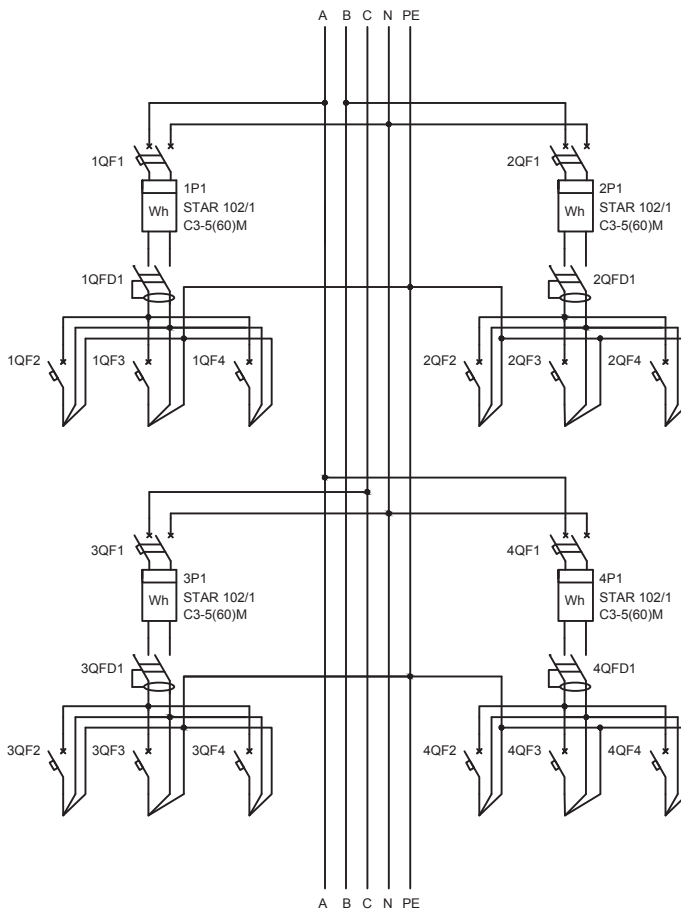 A B C N PE
1QF1
1P1
Wh
STAR 102/1
C3-5(60)M
2QF1
2P1
Wh
STAR 102/1
C3-5(60)M
1QFD1
2QFD1
1QF2 1QF3 1QF4
2QF2 2QF3 2QF4
3QF1
3P1
Wh
STAR 102/1
C3-5(60)M
4QF1
4P1
Wh
STAR 102/1
C3-5(60)M
3QFD1
4QFD1
3QF2 3QF3 3QF4
4QF2 4QF3 4QF4
A B C N PE